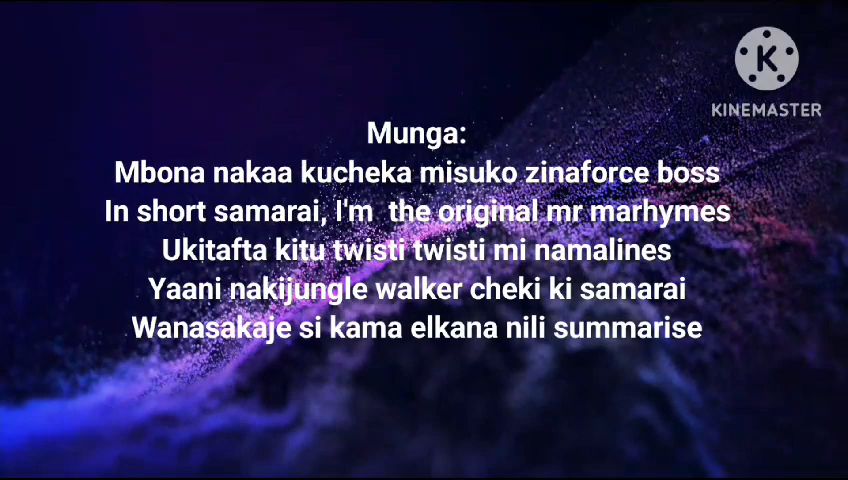 K
KINEMASTER
Munga:
Mbona nakaa kucheka misuko zinaforce boss
In short samarai, I'm the original mr marhymes
Ukitafta kitu twisti twisti mi namalines
Yaani nakijungle walker cheki ki samarai
Wanasakaje si kama elkana nili summarise